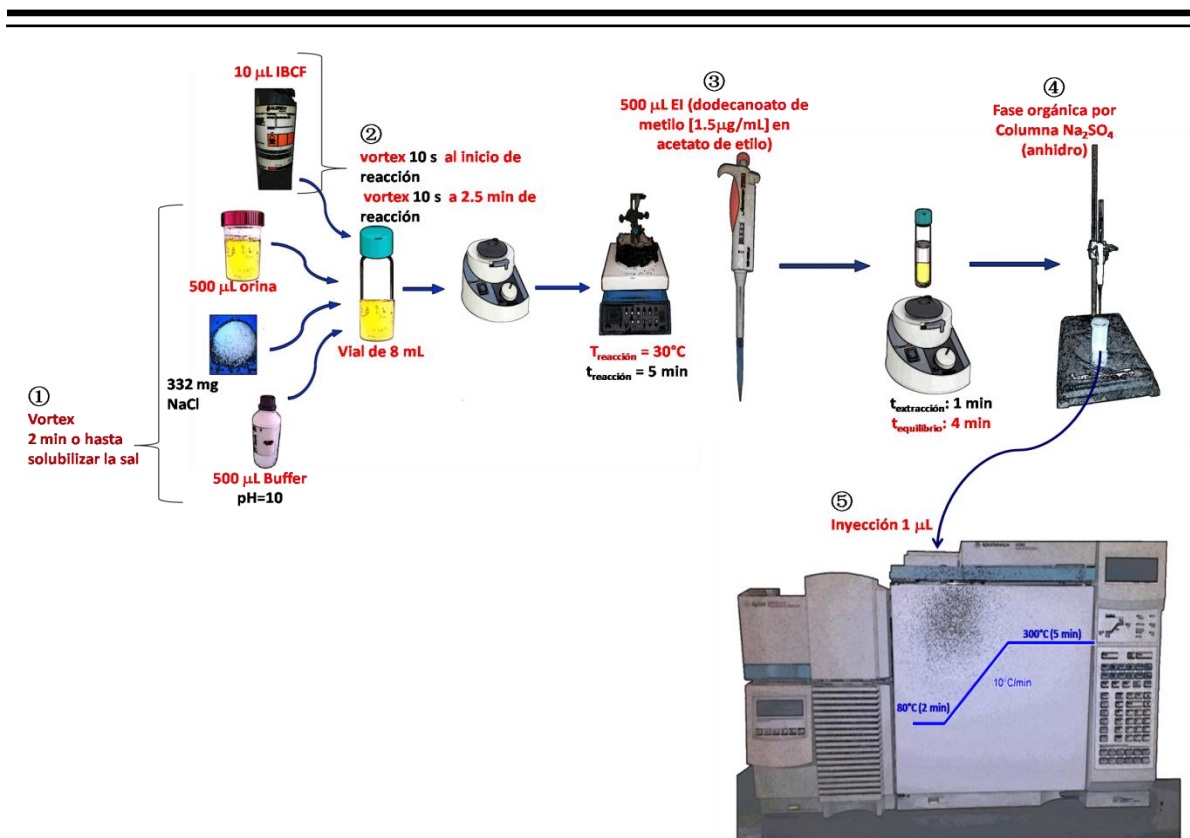 ①
Vortex
2 min o hasta
solubilizar la sal
500 μL orina
332 mg
NaCl
500 μL Buffer
pH=10
10 μL IBCF
②
vortex 10 s al inicio de
reacción
vortex 10 s a 2.5 min de
reacción
Vial de 8 mL
T reacción = 30°C
t reacción = 5 min
③
500 μL EI (dodecanoato de
metilo [1.5μg/mL] en
acetato de etilo)
t extracción: 1 min
t equilibrio: 4 min
④
Fase orgánica por
Columna Na₂SO₄
(anhidro)
⑤
Inyección 1 μL
80°C (2 min)
10°C/min
300°C (5 min)